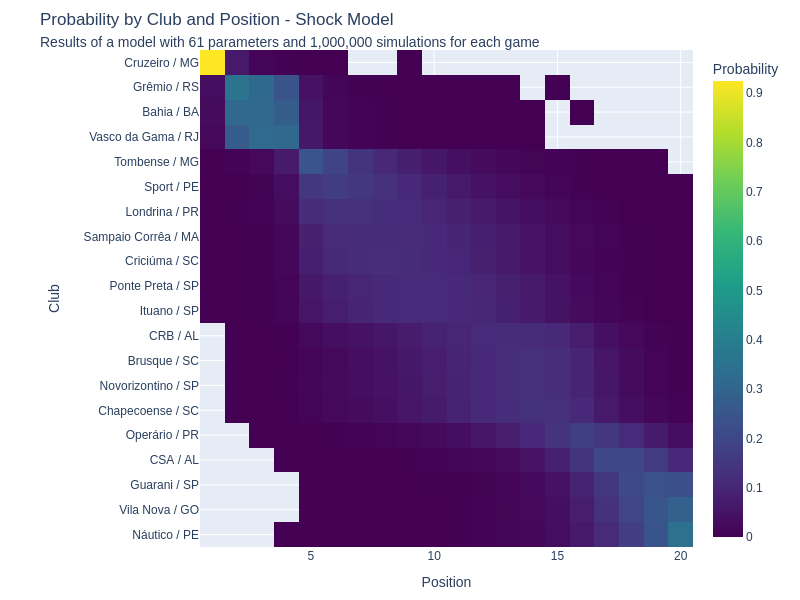 Probability by Club and Position - Shock Model
Results of a model with 61 parameters and 1,000,000 simulations for each game
Probability
Cruzeiro / MG
Grêmio / RS
Bahia / BA
Vasco da Gama / RJ
Tombense / MG
Sport / PE
Londrina / PR
Sampaio Corrêa / MA
Criciúma / SC
Ponte Preta / SP
Ituano / SP
CRB / AL
Brusque / SC
Novorizontino / SP
Chapecoense / SC
Operário / PR
CSA / AL
Guarani / SP
Vila Nova / GO
Náutico / PE
Club
5 10 15 20
Position
0.9
0.8
0.7
0.6
0.5
0.4
0.3
0.2
0.1
0